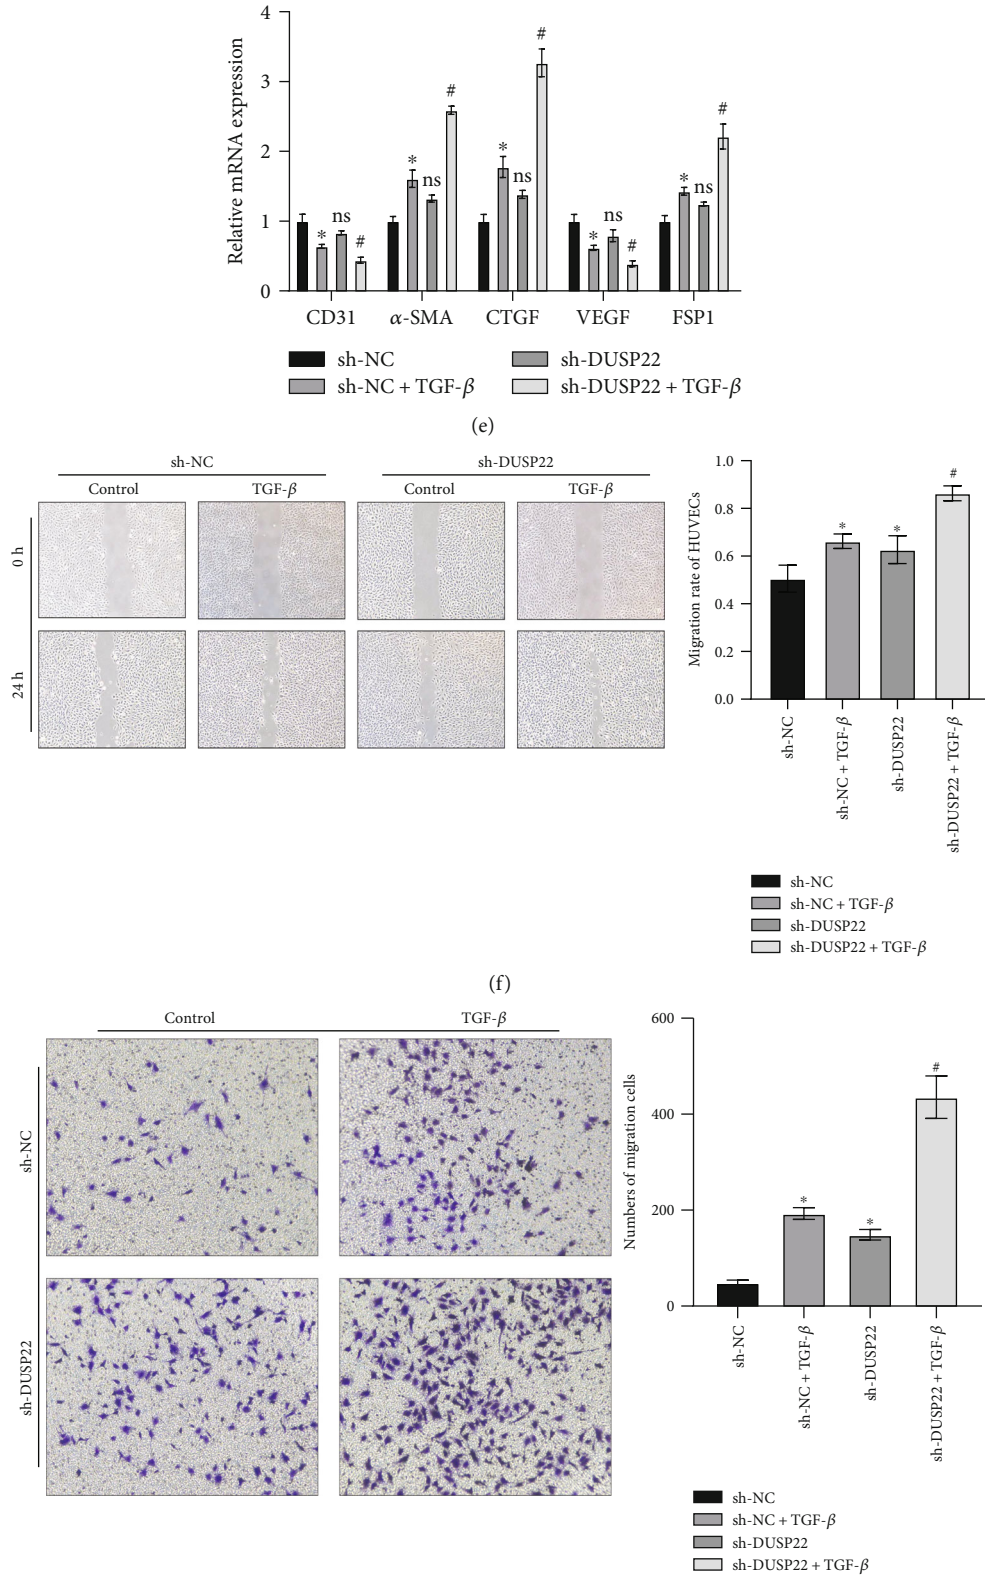 4
3
2
1
0
Relative mRNA expression
* ns #
* ns #
* ns #
* ns #
* ns #
CD31 α-SMA CTGF VEGF FSP1
sh-NC sh-DUSP22
sh-NC + TGF-β sh-DUSP22 + TGF-β
(e)
sh-NC sh-DUSP22
Control TGF-β Control TGF-β
0 h
24 h
1.0
0.8
0.6
0.4
0.2
0.0
Migration rate of HUVECs
* * #
sh-NC
sh-NC + TGF-β
sh-DUSP22
sh-DUSP22 + TGF-β
sh-NC
sh-NC + TGF-β
sh-DUSP22
sh-DUSP22 + TGF-β
(f)
Control TGF-β
sh-NC
sh-DUSP22
600
400
200
0
Numbers of migration cells
* * #
sh-NC
sh-NC + TGF-β
sh-DUSP22
sh-DUSP22 + TGF-β
sh-NC
sh-NC + TGF-β
sh-DUSP22
sh-DUSP22 + TGF-β